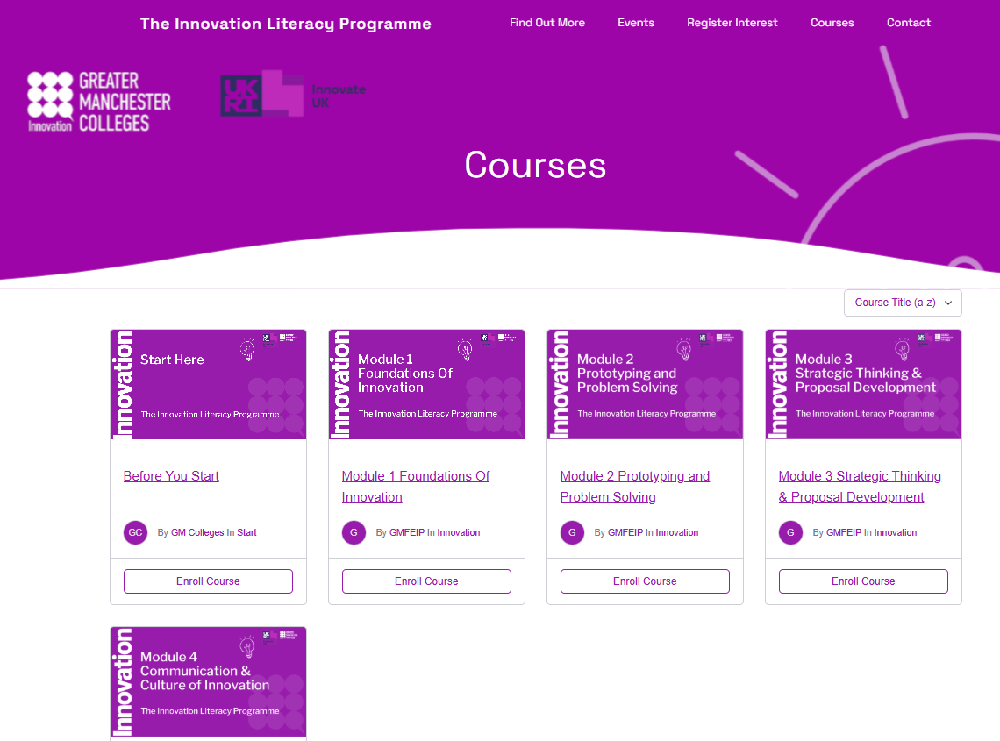 The Innovation Literacy Programme
Find Out More Events Register Interest Courses Contact
GREATER
MANCHESTER
COLLEGES
Innovation
UK
RI
Innovate
UK
Courses
Course Title (a-z)
Innovation
Start Here
The Innovation Literacy Programme
Before You Start
GC By GM Colleges In Start
Enroll Course
Innovation
Module 1
Foundations Of
Innovation
The Innovation Literacy Programme
Module 1 Foundations Of
Innovation
G By GMFEIP In Innovation
Enroll Course
Innovation
Module 2
Prototyping and
Problem Solving
The Innovation Literacy Programme
Module 2 Prototyping and
Problem Solving
G By GMFEIP In Innovation
Enroll Course
Innovation
Module 3
Strategic Thinking &
Proposal Development
The Innovation Literacy Programme
Module 3 Strategic Thinking
& Proposal Development
G By GMFEIP In Innovation
Enroll Course
Innovation
Module 4
Communication &
Culture of Innovation
The Innovation Literacy Programme